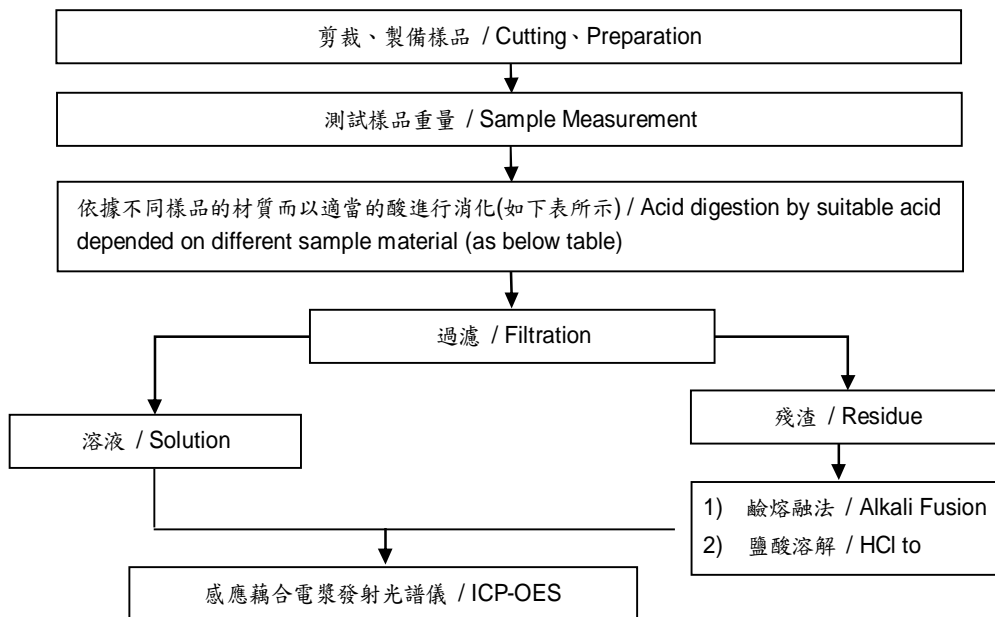 剪裁、製備樣品 / Cutting、Preparation
測試樣品重量 / Sample Measurement
依據不同樣品的材質而以適當的酸進行消化(如下表所示) / Acid digestion by suitable acid
depended on different sample material (as below table)
過濾 / Filtration
溶液 / Solution
殘渣 / Residue
1) 鹼熔融法 / Alkali Fusion
2) 鹽酸溶解 / HCl to
感應藕合電漿發射光譜儀 / ICP-OES